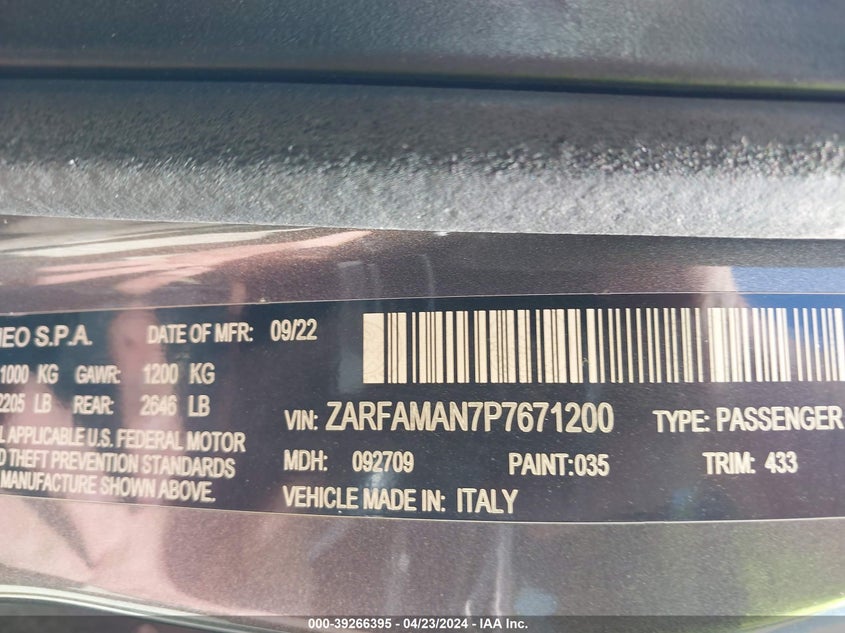 MEO S.P.A. DATE OF MFR: 09/22
1000 KG GAWR: 1200 KG
2205 LB REAR: 2646 LB
VIN: ZARFAMAN7P7671200 TYPE: PASSENGER
L APPLICABLE U.S. FEDERAL MOTOR
D THEFT PREVENTION STANDARDS
MANUFACTURE SHOWN ABOVE.
MDH: 092709 PAINT:035 TRIM: 433
VEHICLE MADE IN: ITALY
000-39266395 - 04/23/2024 - IAA Inc.